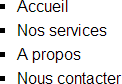 Accueil
Nos services
A propos
Nous contacter